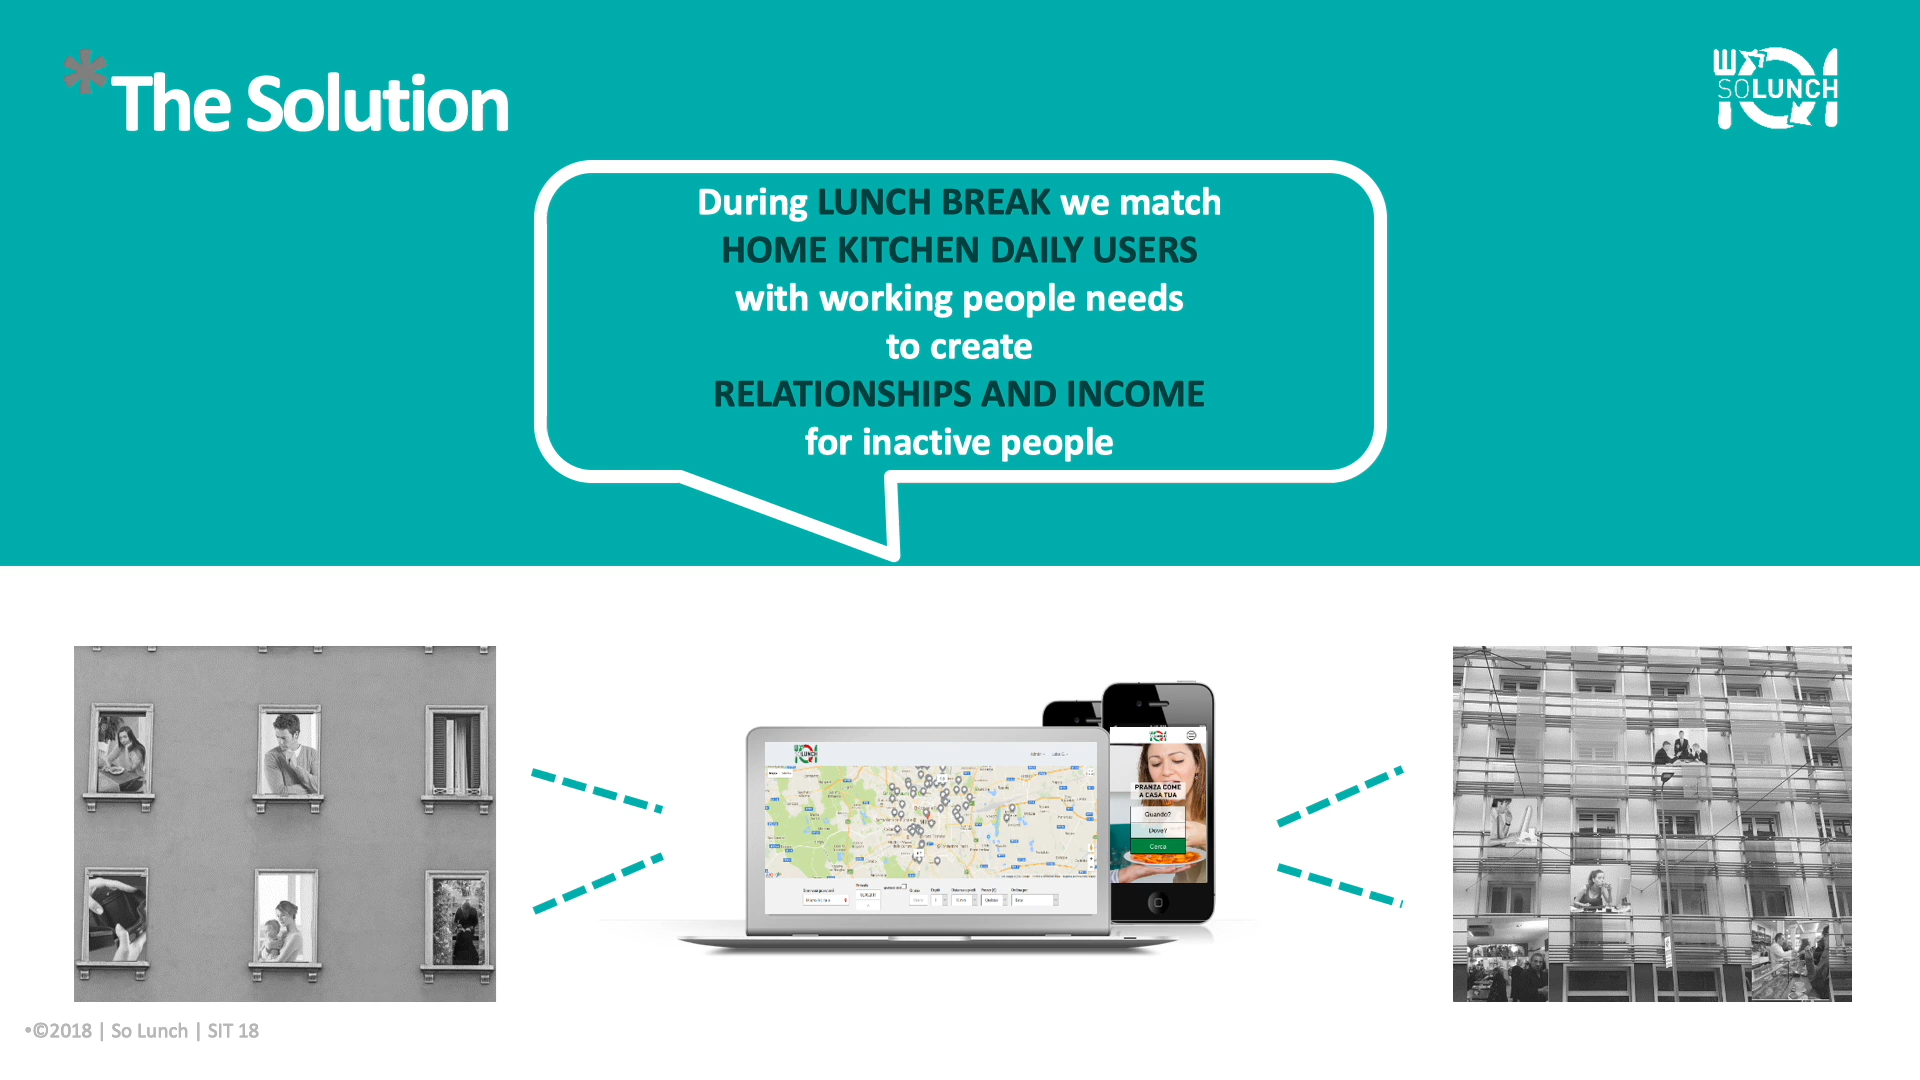 *The Solution
SOLUNCH
During LUNCH BREAK we match
HOME KITCHEN DAILY USERS
with working people needs
to create
RELATIONSHIPS AND INCOME
for inactive people
LUNCH
PRANZA COME
A CASA TUA
Quando?
Dove?
Cerca
•©2018 | So Lunch | SIT 18